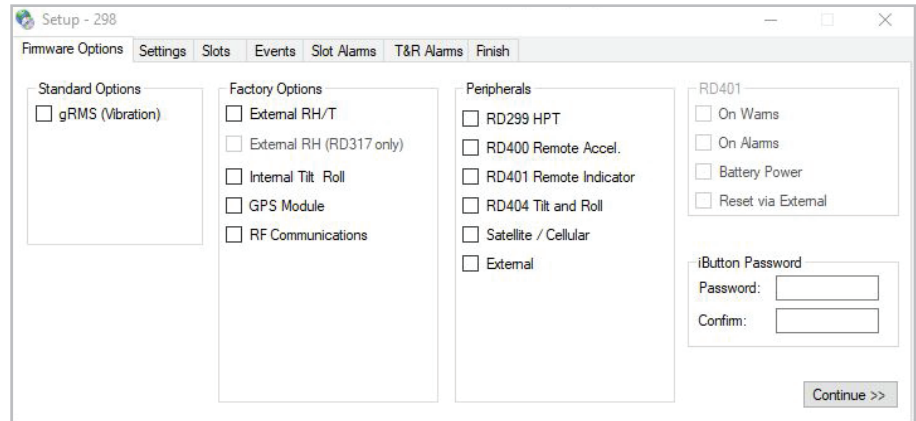 Setup - 298
Firmware Options Settings Slots Events Slot Alarms T&R Alarms Finish
Standard Options
gRMS (Vibration)
Factory Options
External RH/T
External RH (RD317 only)
Internal Tilt Roll
GPS Module
RF Communications
Peripherals
RD299 HPT
RD400 Remote Accel.
RD401 Remote Indicator
RD404 Tilt and Roll
Satellite / Cellular
External
RD401
On Warns
On Alarms
Battery Power
Reset via External
iButton Password
Password:
Confirm:
Continue >>